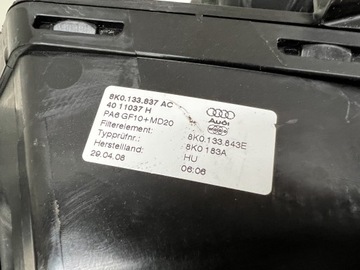 8K0.133.837 AC
40 11037 H
PA6 GF10+MD20
Audi
Filterelement: 8K0.133.843E
Typprüfnr.: 8K0 183A
Herstelland: HU
29.04.08 06:06